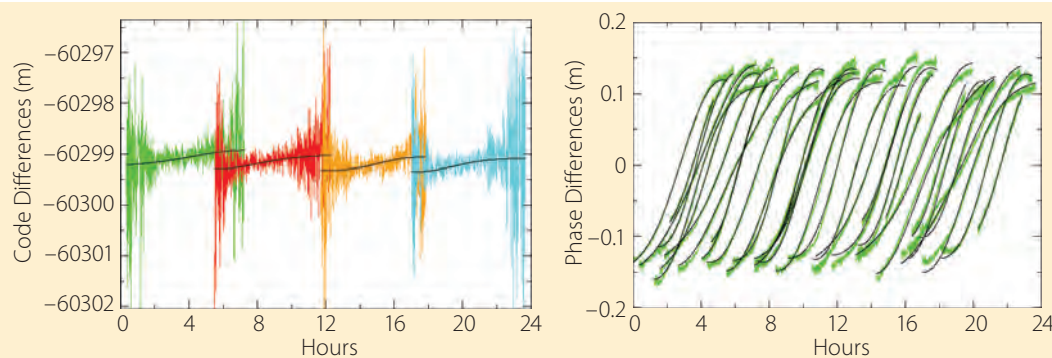 Code Differences (m)
−60297
−60298
−60299
−60300
−60301
−60302
0 4 8 12 16 20 24
Hours
Phase Differences (m)
0.2
0.1
0
−0.1
−0.2
0 4 8 12 16 20 24
Hours